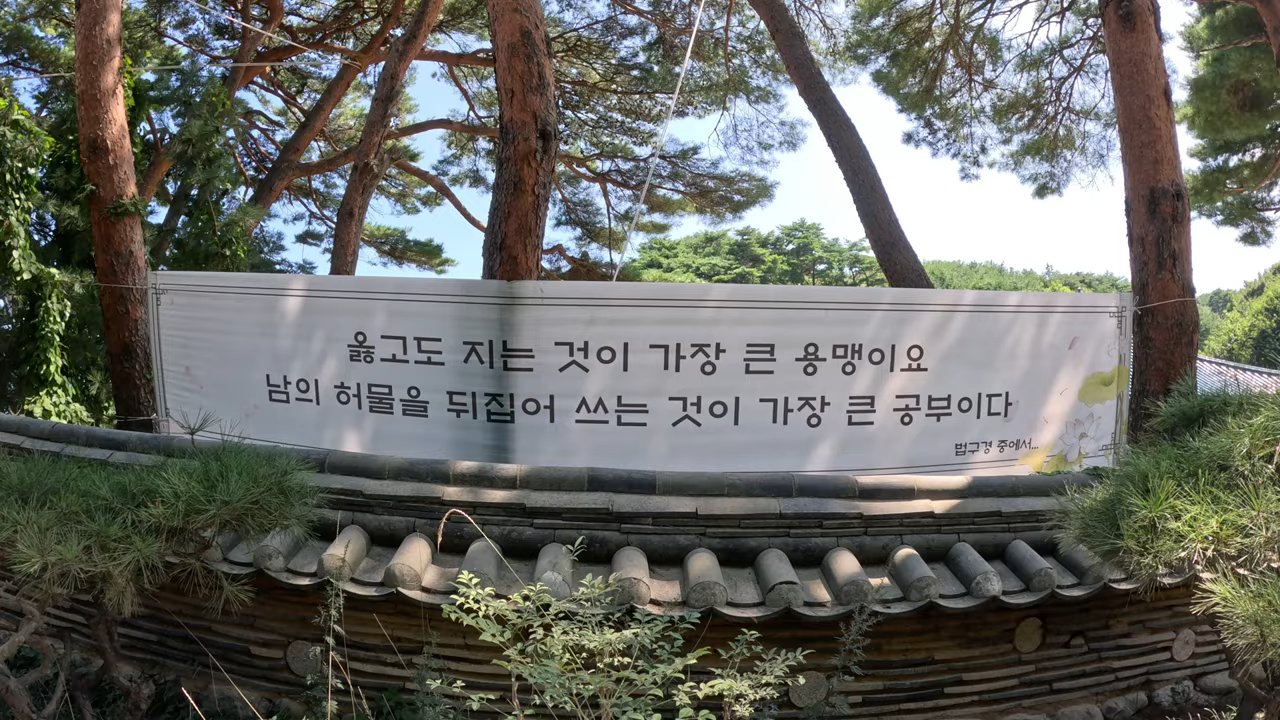 옳고도 지는 것이 가장 큰 용맹이요
남의 허물을 뒤집어 쓰는 것이 가장 큰 공부이다
법구경 중에서...